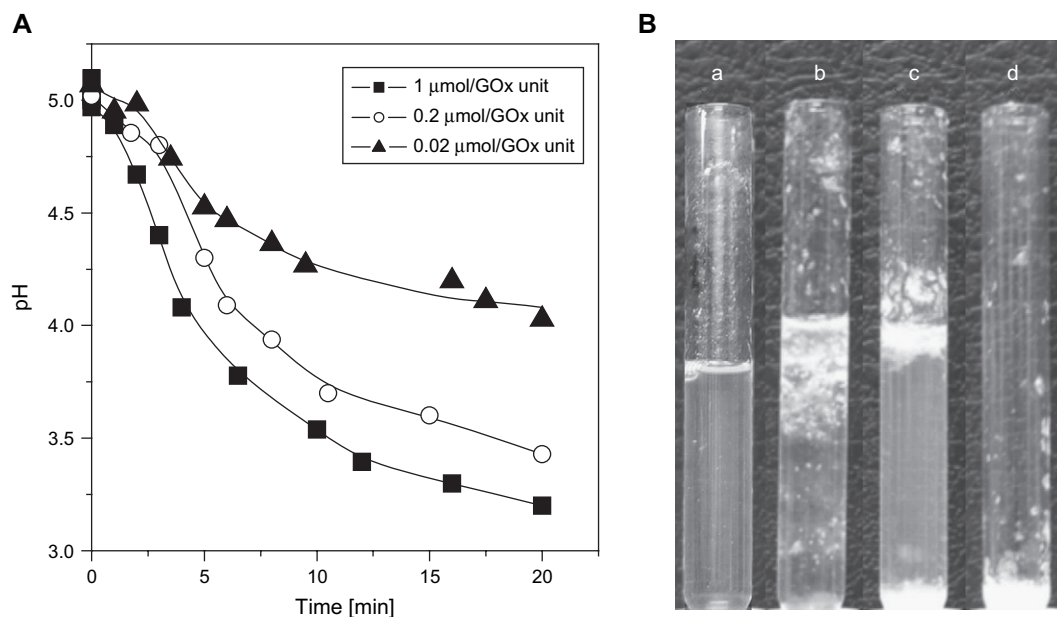 A
B
5.0
4.5
4.0
3.5
3.0
pH
0
5
10
15
20
Time [min]
1 μmol/GOx unit
0.2 μmol/GOx unit
0.02 μmol/GOx unit
a
b
c
d